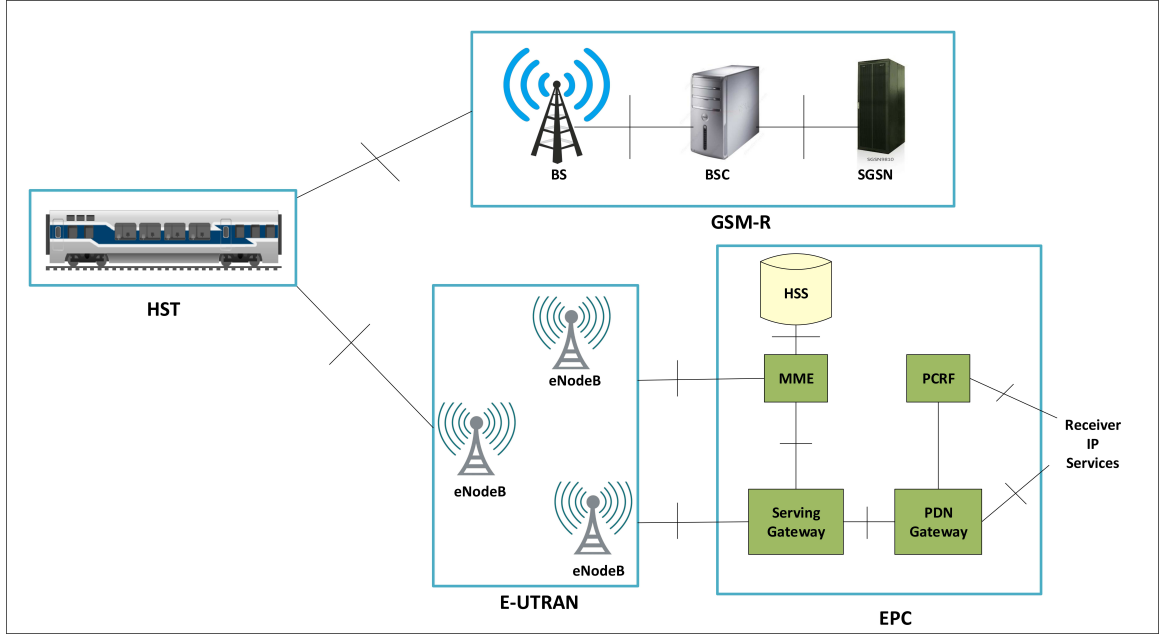 BS
BSC
SGSN9810
SGSN
GSM-R
HST
eNodeB
eNodeB
eNodeB
E-UTRAN
HSS
MME
PCRF
Serving
Gateway
PDN
Gateway
EPC
Receiver
IP
Services